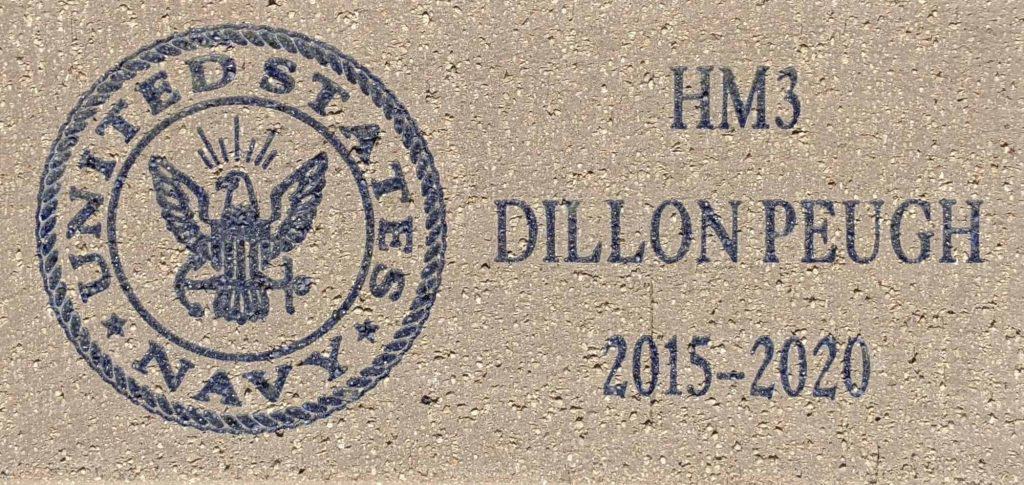 UNITED STATES
NAVY
HM3
DILLON PEUGH
2015-2020